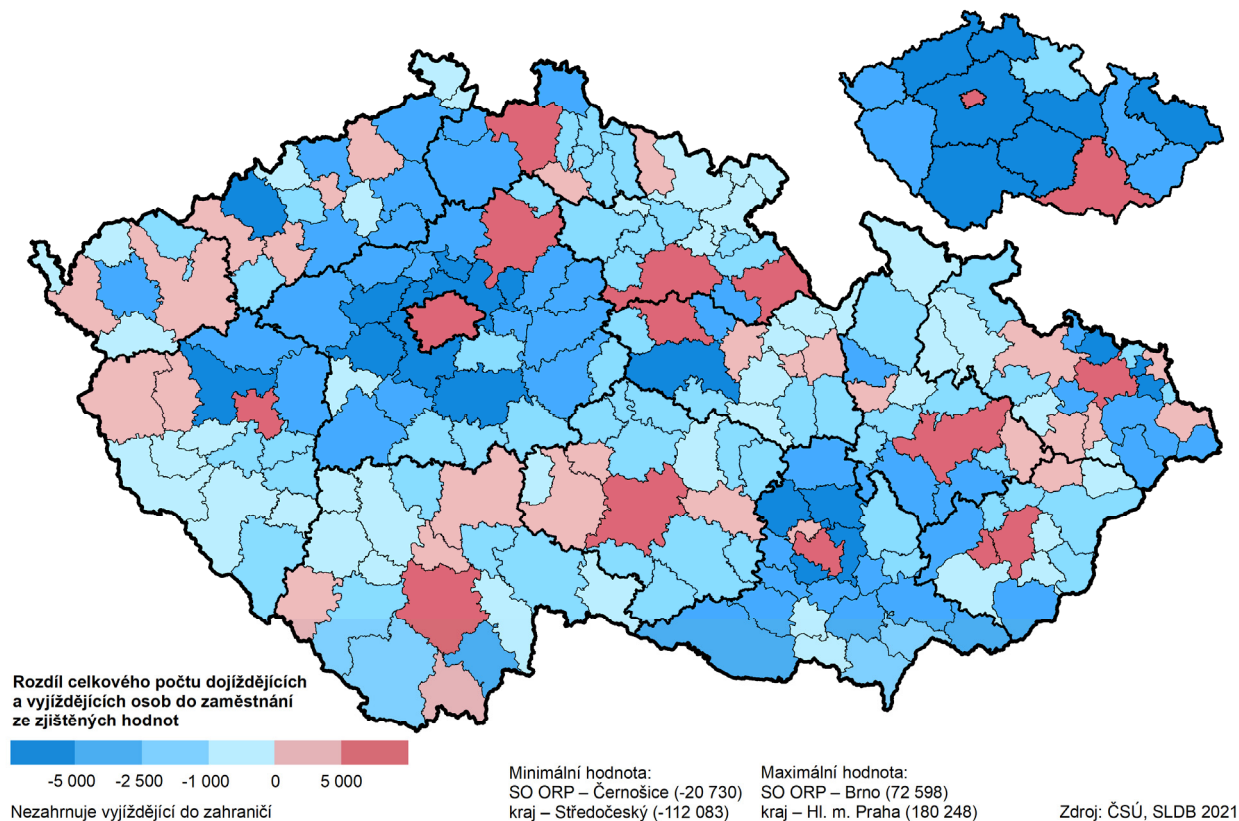 Rozdíl celkového počtu dojíždějících
a vyjíždějících osob do zaměstnání
ze zjištěných hodnot
-5 000 -2 500 -1 000 0 5 000
Nezahrnuje vyjíždějící do zahraničí
Minimální hodnota:
SO ORP – Černošice (-20 730)
kraj – Středočeský (-112 083)
Maximální hodnota:
SO ORP – Brno (72 598)
kraj – Hl. m. Praha (180 248)
Zdroj: ČSÚ, SLDB 2021